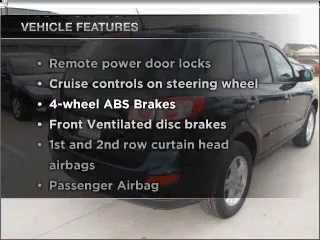 VEHICLE FEATURES
• Remote power door locks
• Cruise controls on steering wheel
• 4-wheel ABS Brakes
• Front Ventilated disc brakes
• 1st and 2nd row curtain head
airbags
• Passenger Airbag